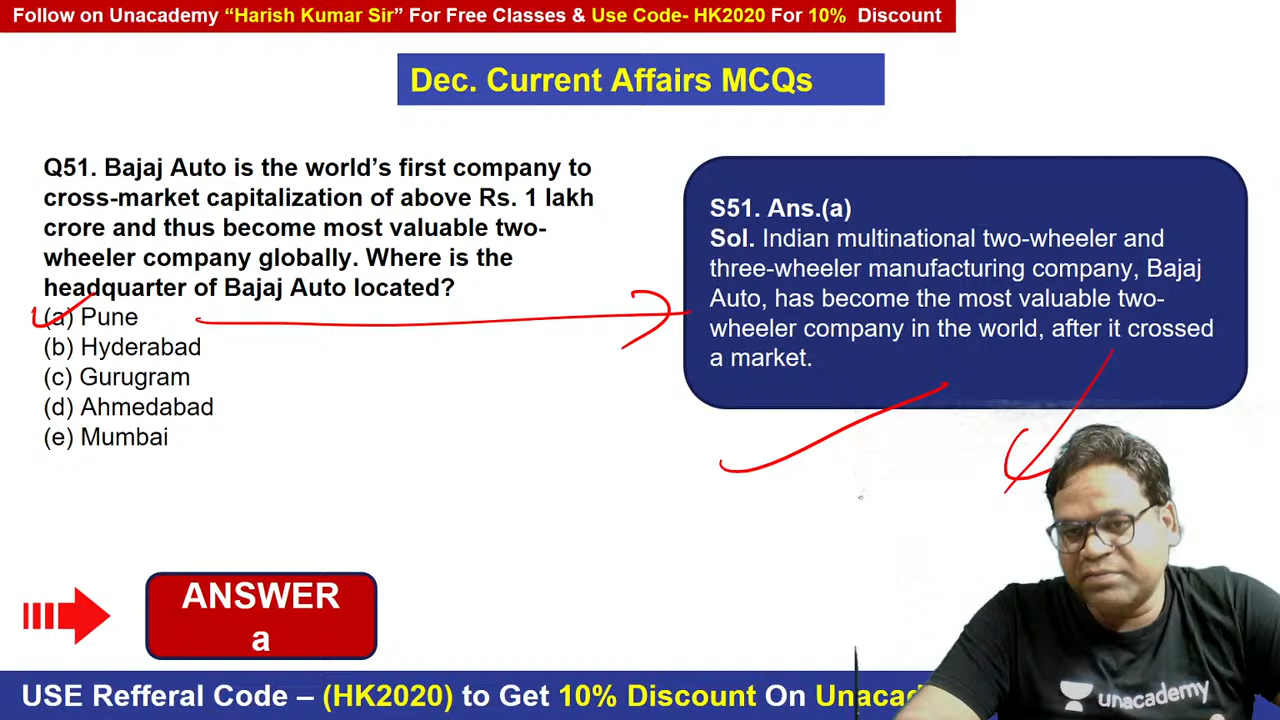 Follow on Unacademy “Harish Kumar Sir” For Free Classes & Use Code- HK2020 For 10% Discount
Dec. Current Affairs MCQs
Q51. Bajaj Auto is the world’s first company to
cross-market capitalization of above Rs. 1 lakh
crore and thus become most valuable two-
wheeler company globally. Where is the
headquarter of Bajaj Auto located?
(a) Pune
(b) Hyderabad
(c) Gurugram
(d) Ahmedabad
(e) Mumbai
S51. Ans.(a)
Sol. Indian multinational two-wheeler and
three-wheeler manufacturing company, Bajaj
Auto, has become the most valuable two-
wheeler company in the world, after it crossed
a market.
ANSWER
a
USE Refferal Code – (HK2020) to Get 10% Discount On
unacademy